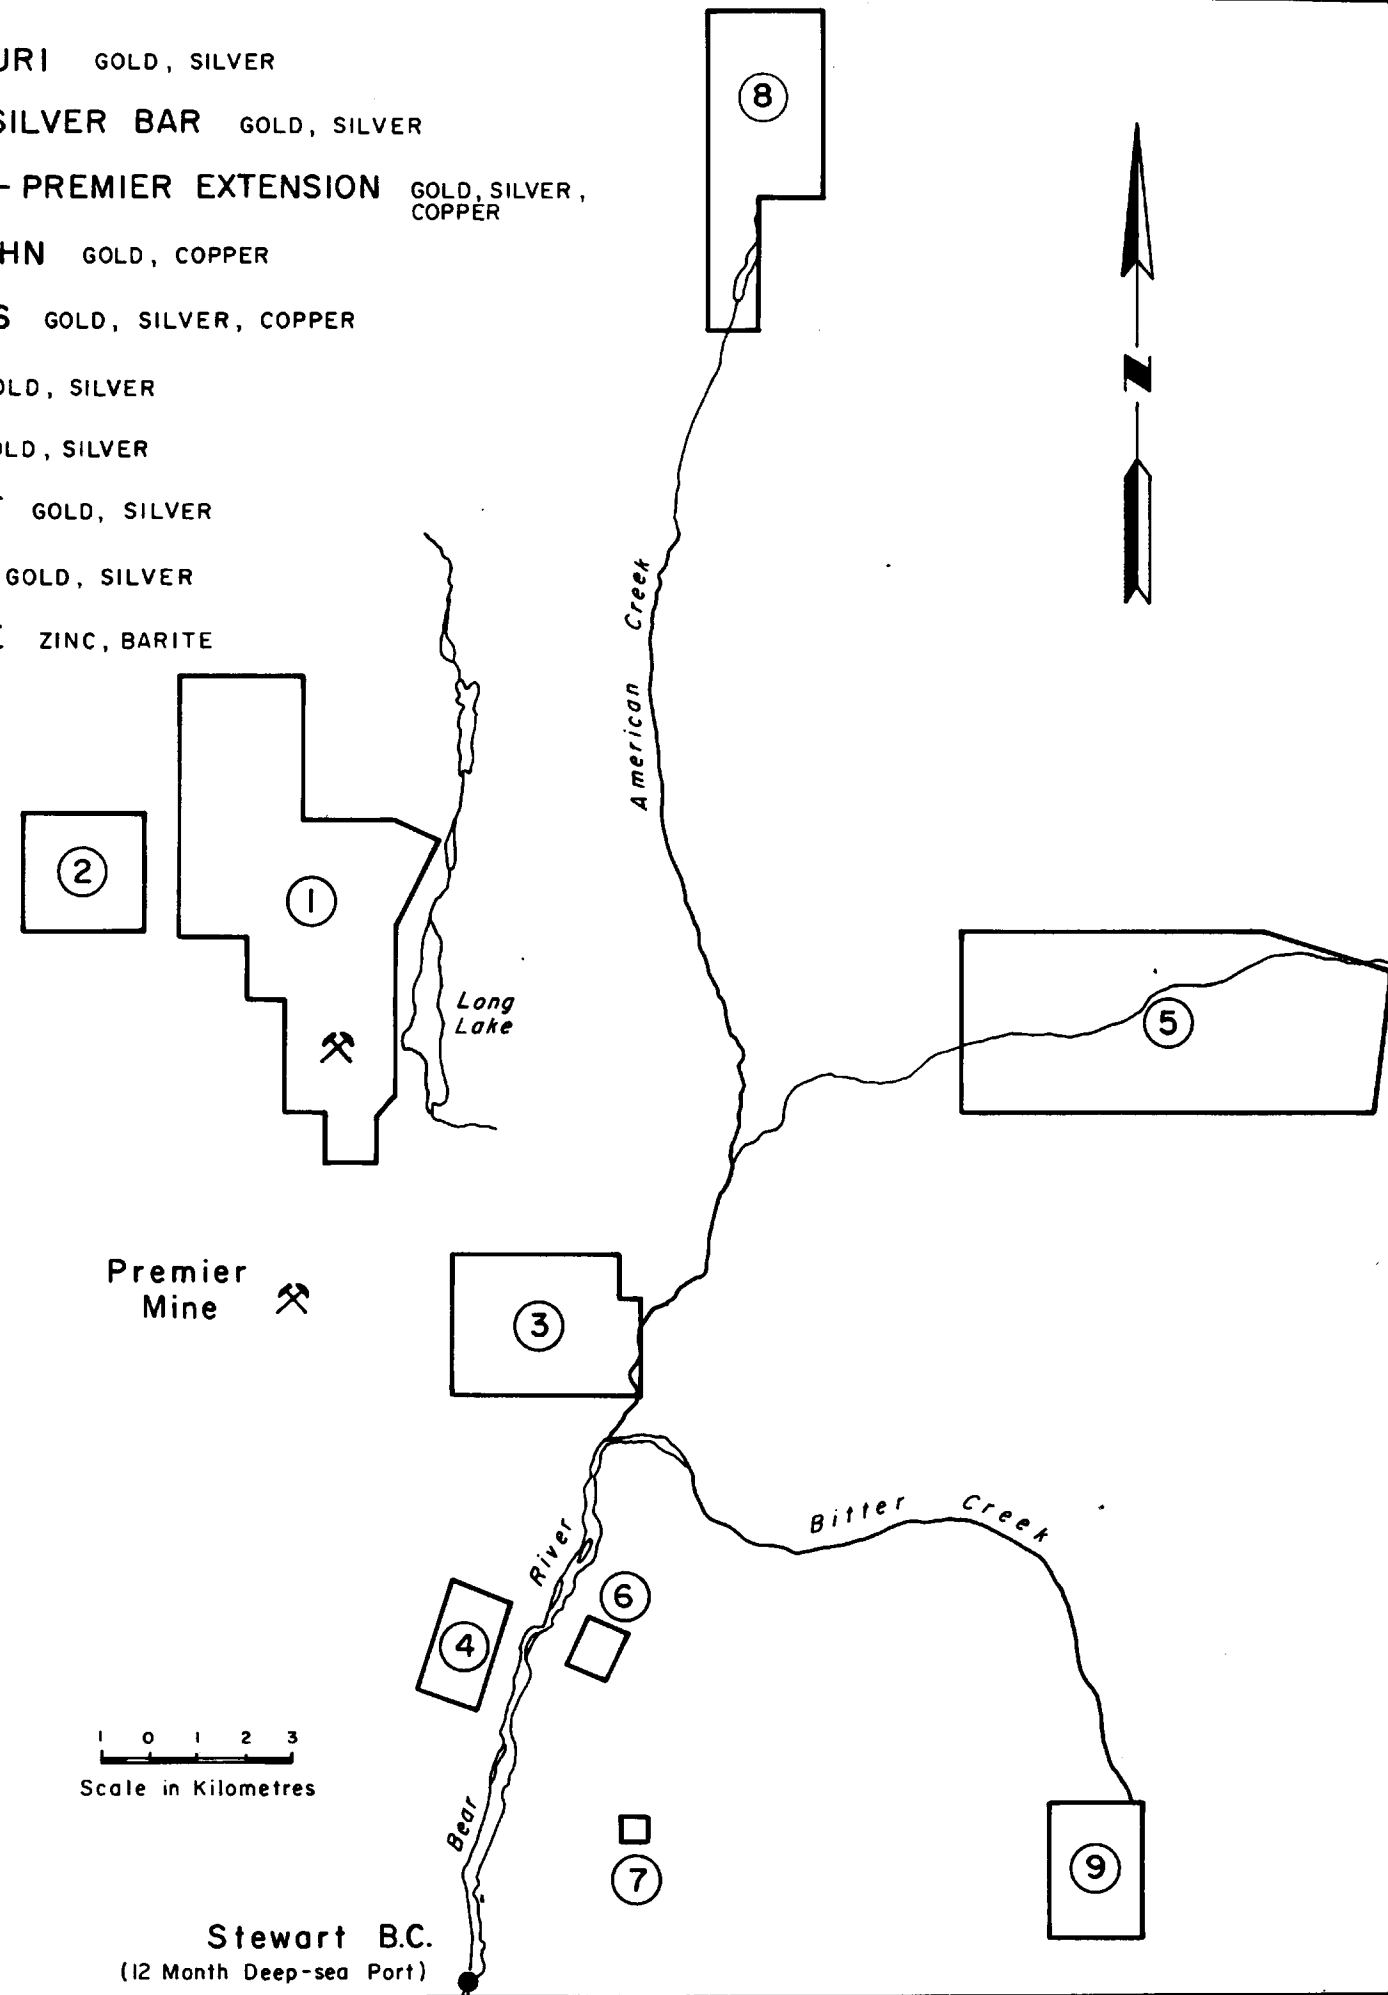 URI GOLD, SILVER
SILVER BAR GOLD, SILVER
- PREMIER EXTENSION GOLD, SILVER,
COPPER
HN GOLD, COPPER
S GOLD, SILVER, COPPER
OLD, SILVER
OLD, SILVER
GOLD, SILVER
GOLD, SILVER
ZINC, BARITE
8
N
American Creek
2
1
Long
Lake
5
Premier
Mine
3
Bitter Creek
River
6
4
1 0 1 2 3
Scale in Kilometres
Bear
7
9
Stewart B.C.
(12 Month Deep-sea Port)